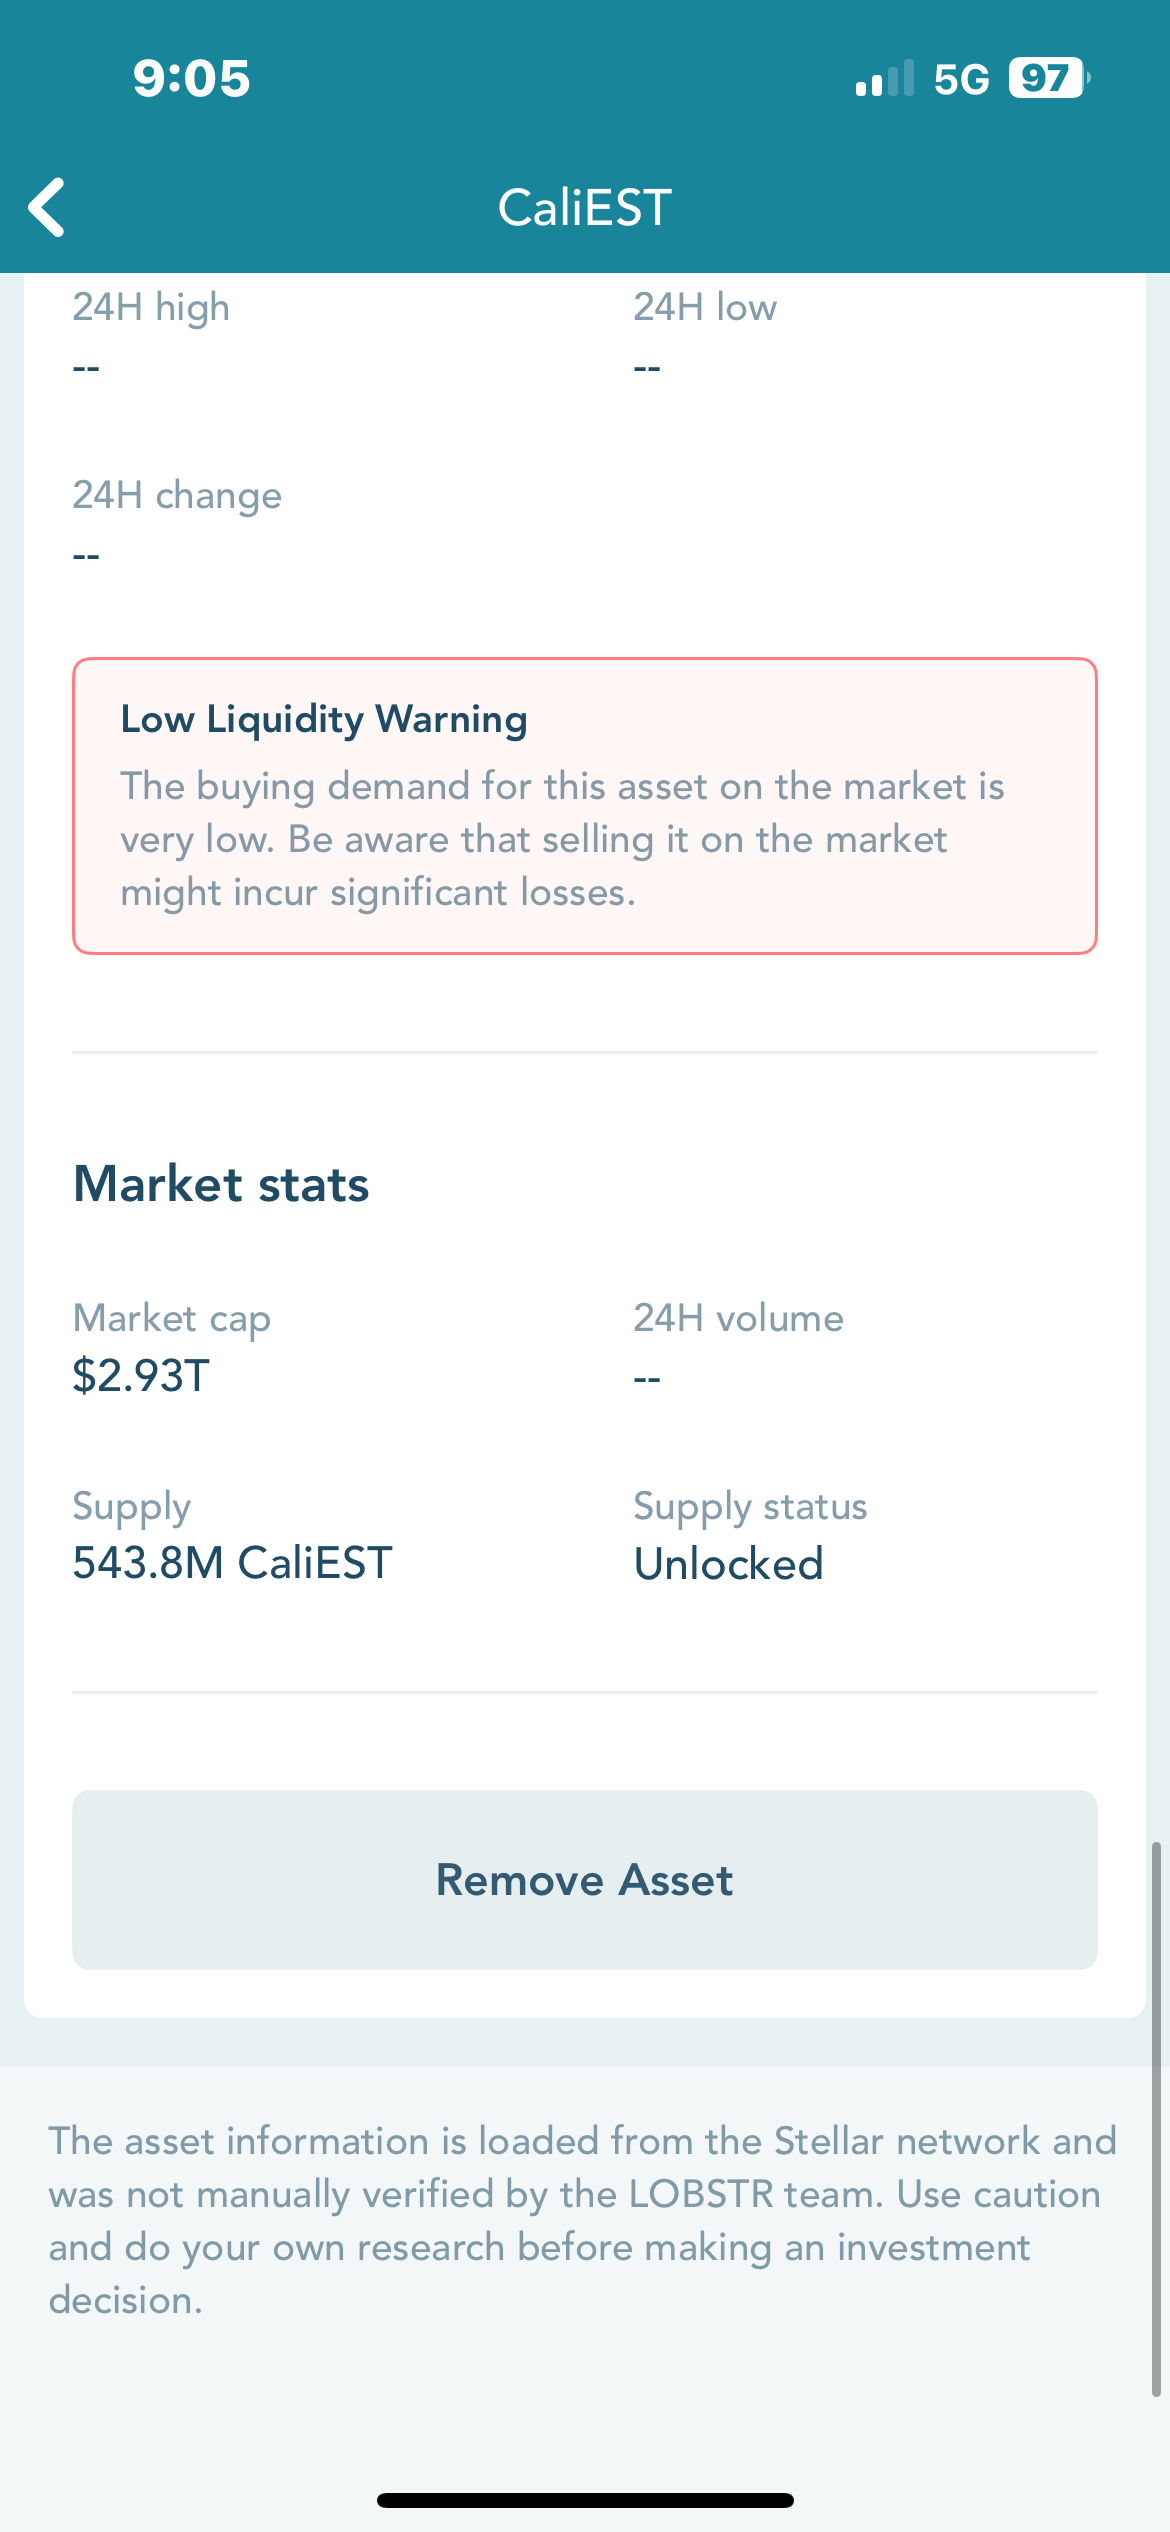 9:05
5G
97
CaliEST
24H high
24H low
--
--
24H change
--
Low Liquidity Warning
The buying demand for this asset on the market is
very low. Be aware that selling it on the market
might incur significant losses.
Market stats
Market cap
24H volume
$2.93T
--
Supply
Supply status
543.8M CaliEST
Unlocked
Remove Asset
The asset information is loaded from the Stellar network and
was not manually verified by the LOBSTR team. Use caution
and do your own research before making an investment
decision.